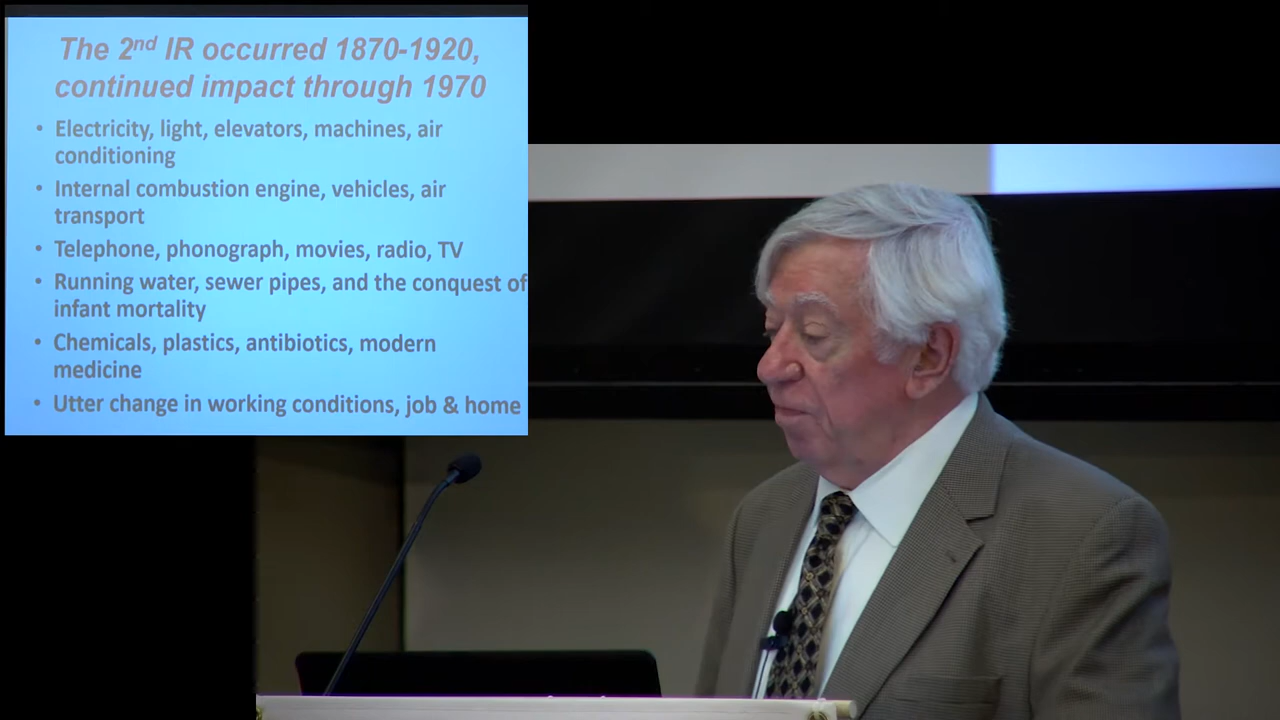 The 2nd IR occurred 1870-1920,
continued impact through 1970
• Electricity, light, elevators, machines, air
conditioning
• Internal combustion engine, vehicles, air
transport
• Telephone, phonograph, movies, radio, TV
• Running water, sewer pipes, and the conquest of
infant mortality
• Chemicals, plastics, antibiotics, modern
medicine
• Utter change in working conditions, job & home